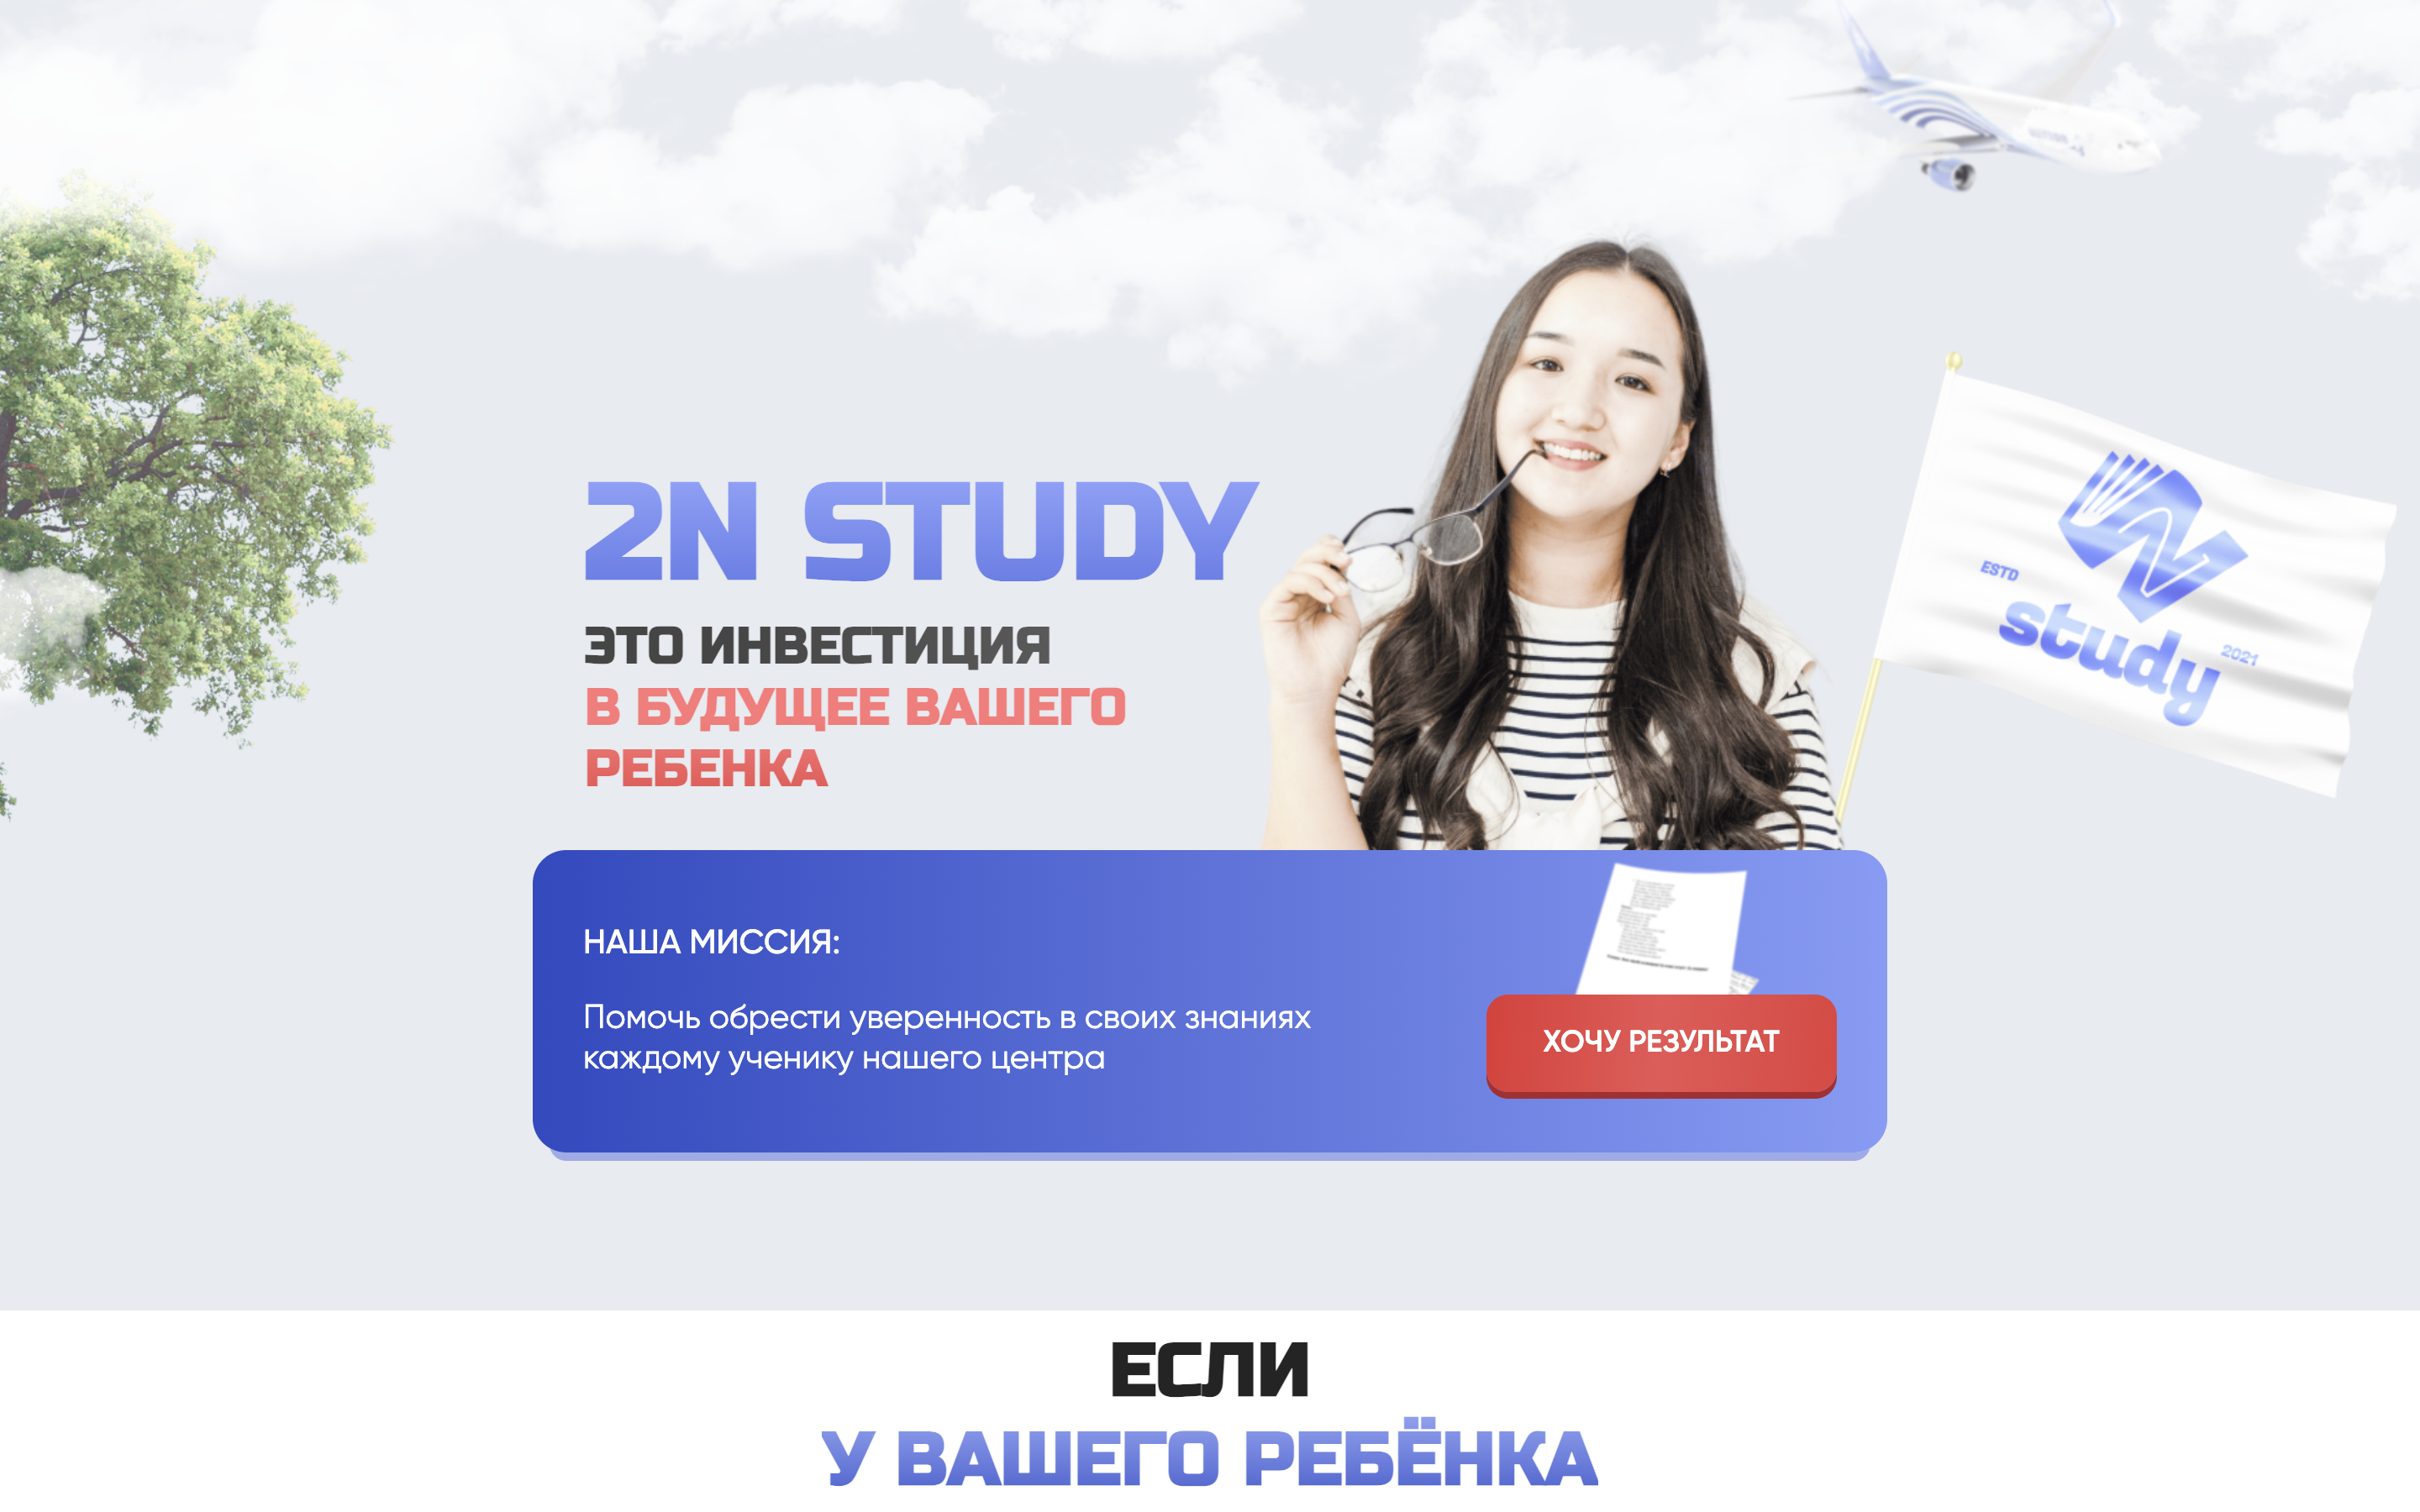 2N STUDY
ЭТО ИНВЕСТИЦИЯ
В БУДУЩЕЕ ВАШЕГО
РЕБЕНКА
ESTD
study
2021
НАША МИССИЯ:
Помочь обрести уверенность в своих знаниях
каждому ученику нашего центра
ХОЧУ РЕЗУЛЬТАТ
ЕСЛИ
У ВАШЕГО РЕБЁНКА